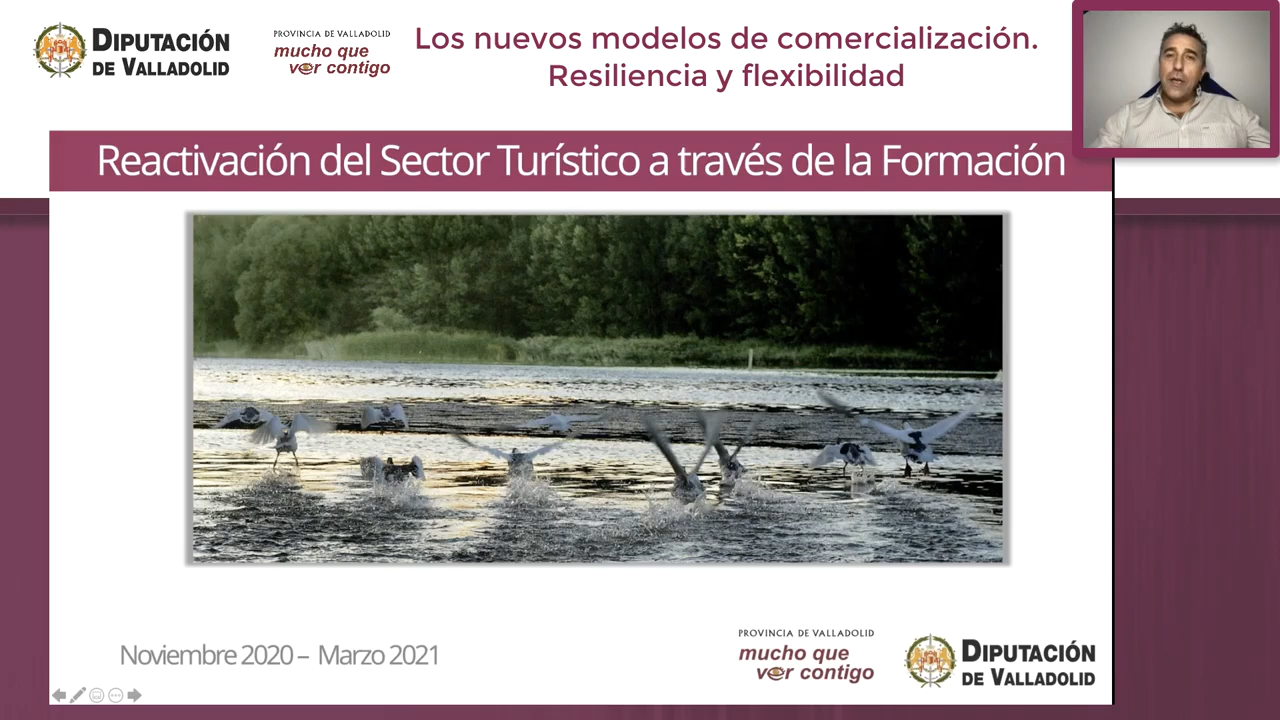 DIPUTACIÓN
DE VALLADOLID
PROVINCIA DE VALLADOLID
mucho que
ver contigo
Los nuevos modelos de comercialización.
Resiliencia y flexibilidad
Reactivación del Sector Turístico a través de la Formación
Noviembre 2020 – Marzo 2021
PROVINCIA DE VALLADOLID
mucho que
ver contigo
DIPUTACIÓN
DE VALLADOLID